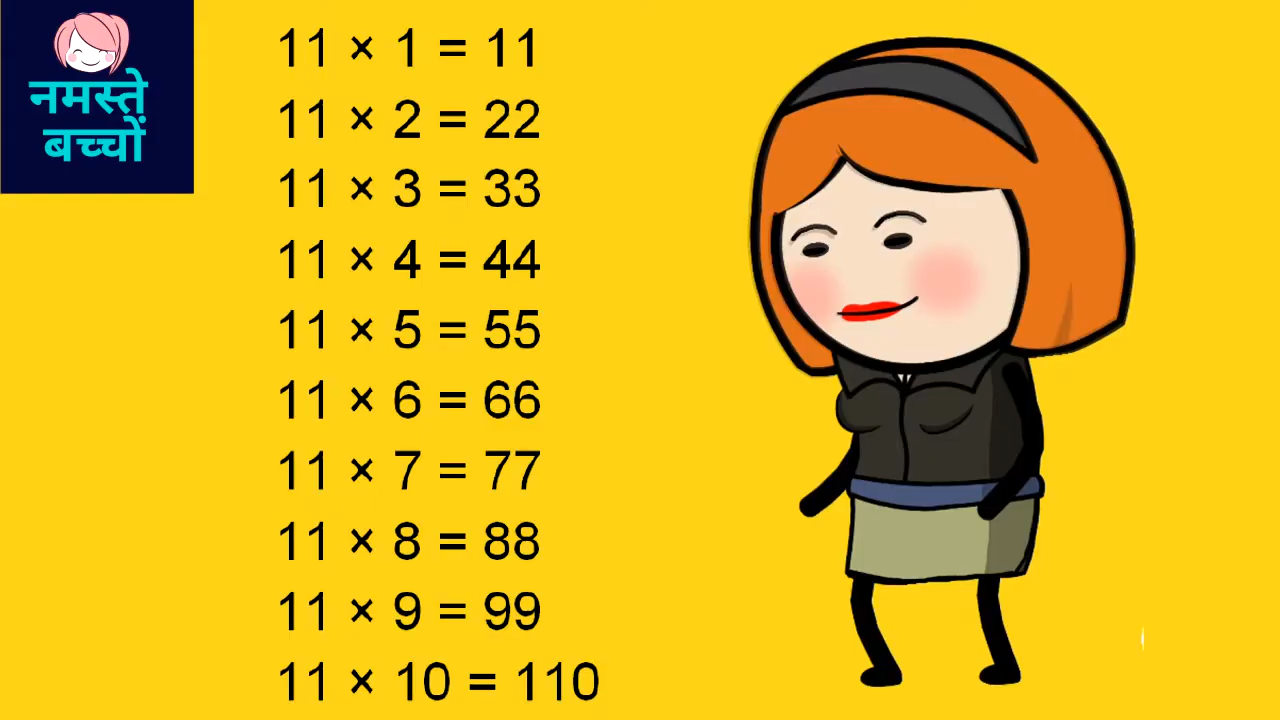 नमस्ते
बच्चों
11 × 1 = 11
11 × 2 = 22
11 × 3 = 33
11 × 4 = 44
11 × 5 = 55
11 × 6 = 66
11 × 7 = 77
11 × 8 = 88
11 × 9 = 99
11 × 10 = 110